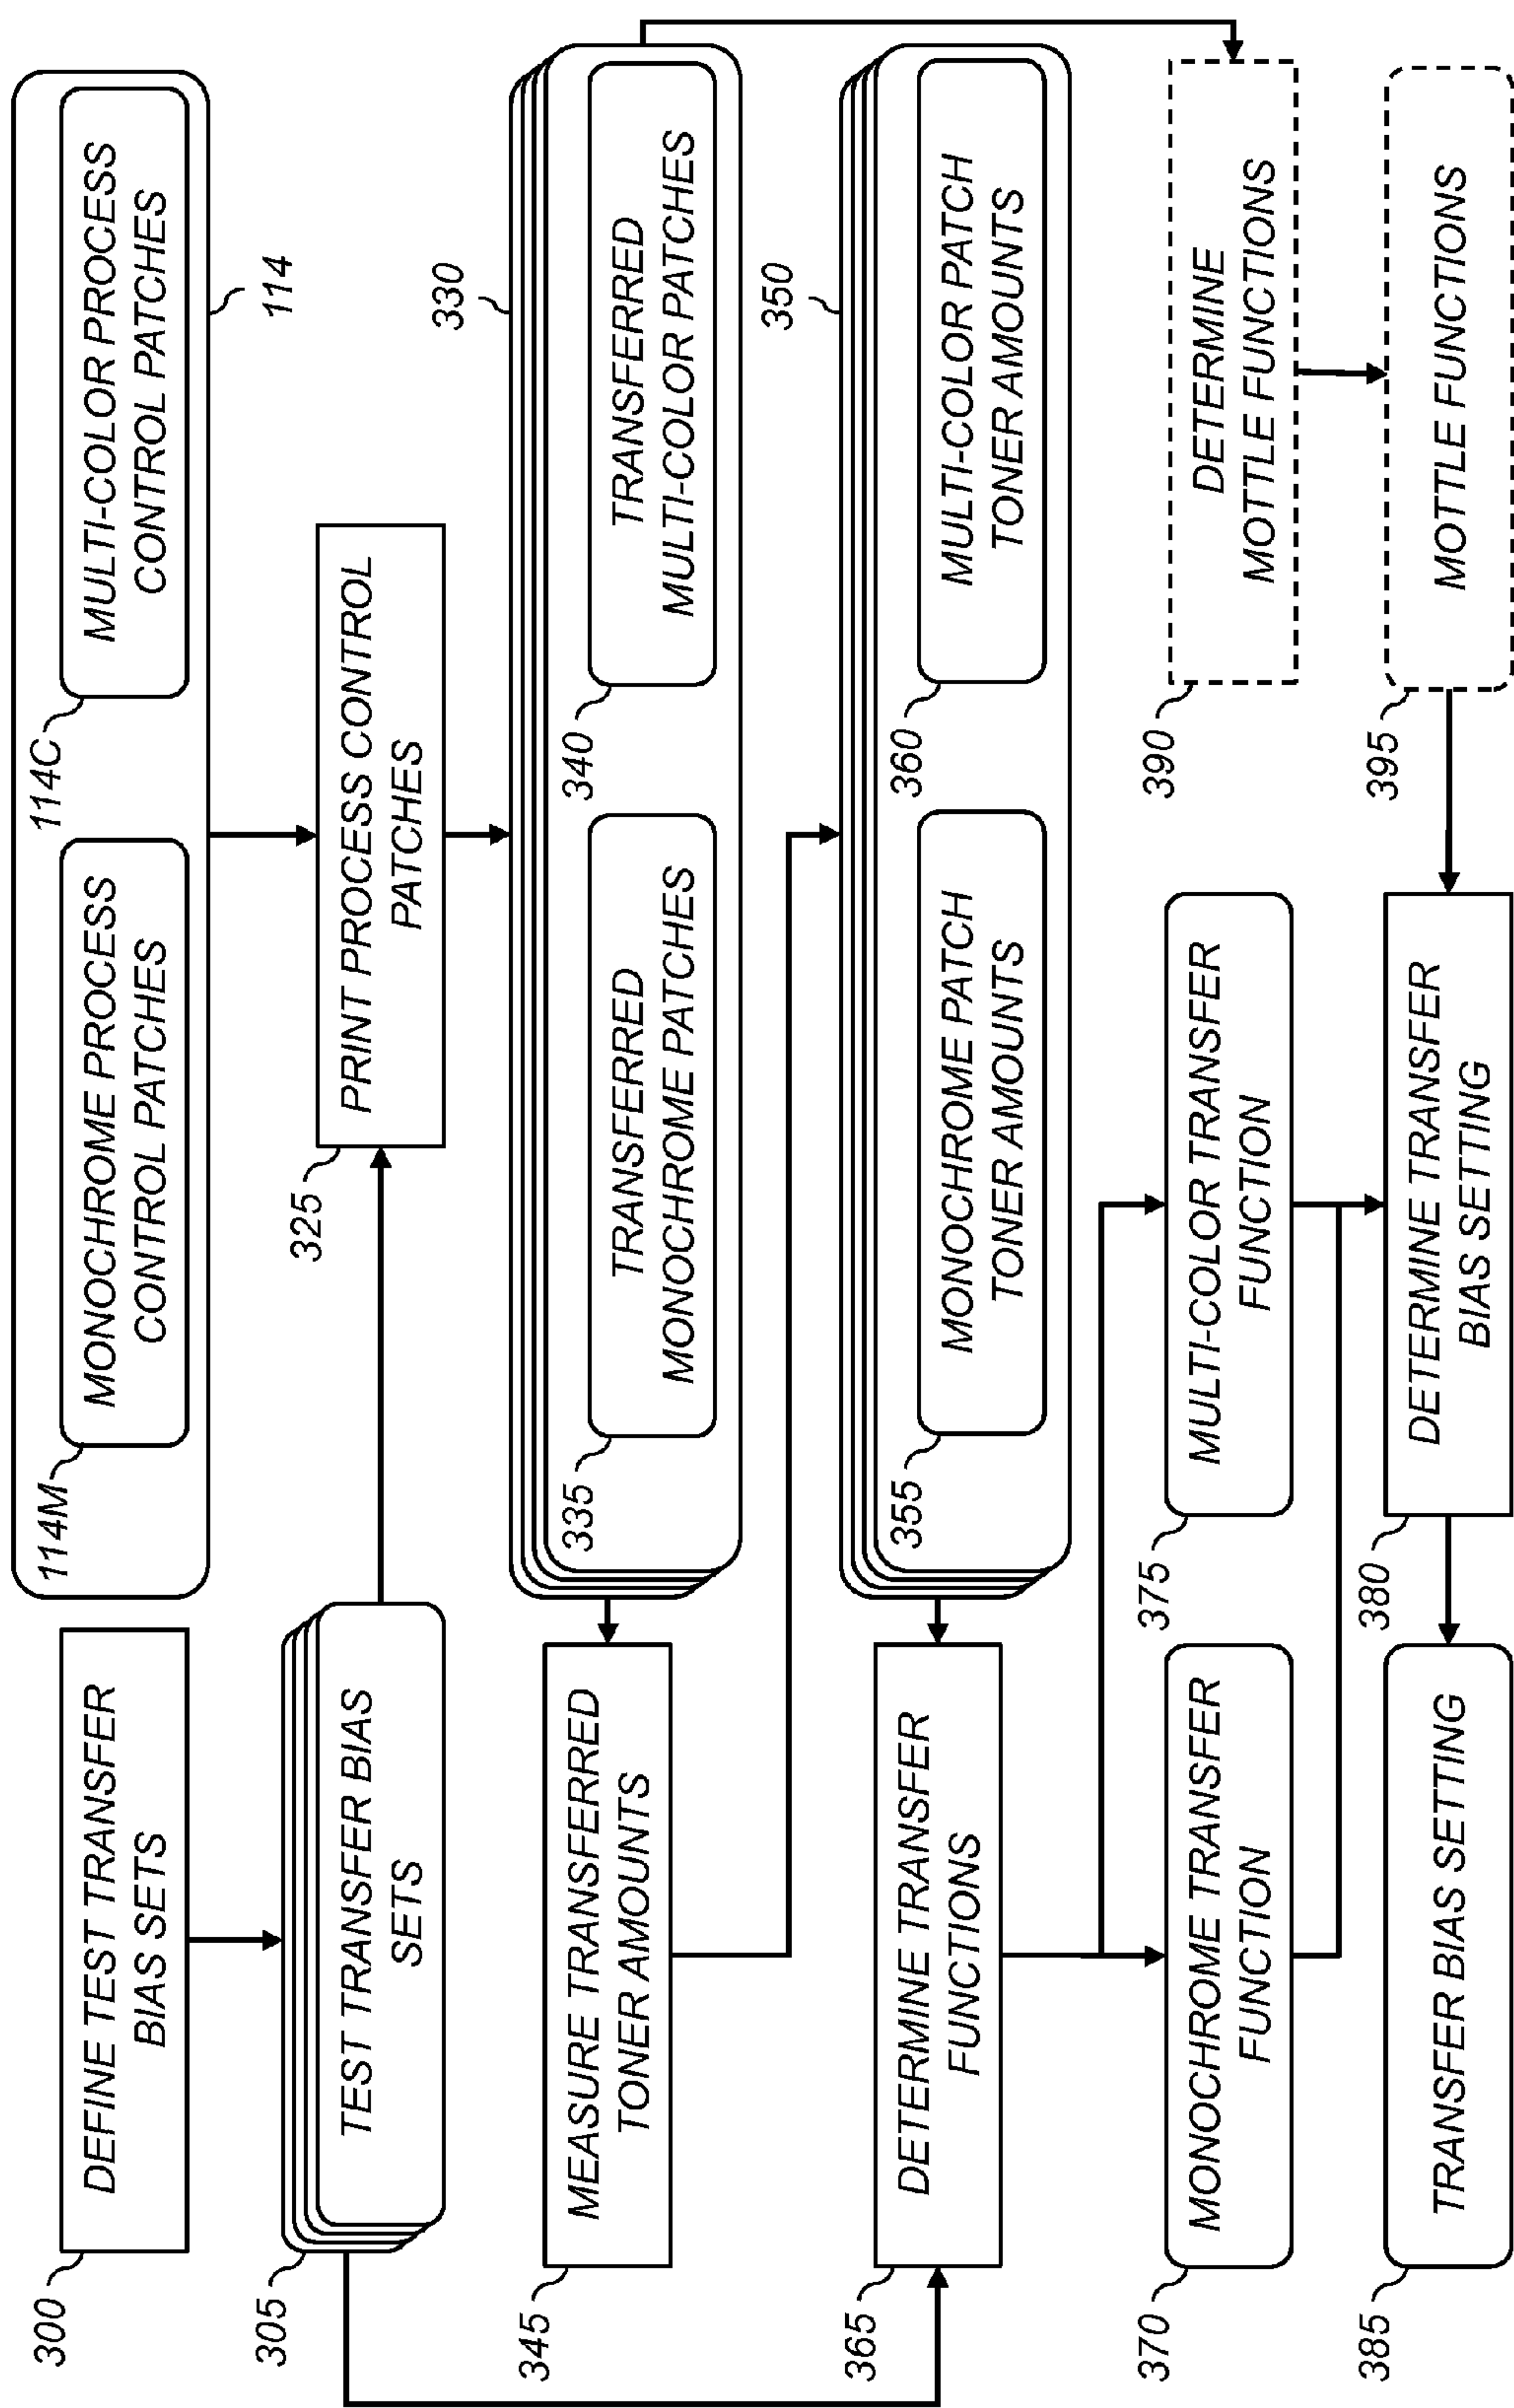 300
DEFINE TEST TRANSFER
BIAS SETS
114M
MONOCHROME PROCESS
CONTROL PATCHES
114C
MULTI-COLOR PROCESS
CONTROL PATCHES
114
305
TEST TRANSFER BIAS
SETS
325
PRINT PROCESS CONTROL
PATCHES
330
345
MEASURE TRANSFERRED
TONER AMOUNTS
335
TRANSFERRED
MONOCHROME PATCHES
340
TRANSFERRED
MULTI-COLOR PATCHES
350
365
DETERMINE TRANSFER
FUNCTIONS
355
MONOCHROME PATCH
TONER AMOUNTS
360
MULTI-COLOR PATCH
TONER AMOUNTS
370
MONOCHROME TRANSFER
FUNCTION
375
MULTI-COLOR TRANSFER
FUNCTION
390
DETERMINE
MOTTLE FUNCTIONS
385
TRANSFER BIAS SETTING
380
DETERMINE TRANSFER
BIAS SETTING
395
MOTTLE FUNCTIONS